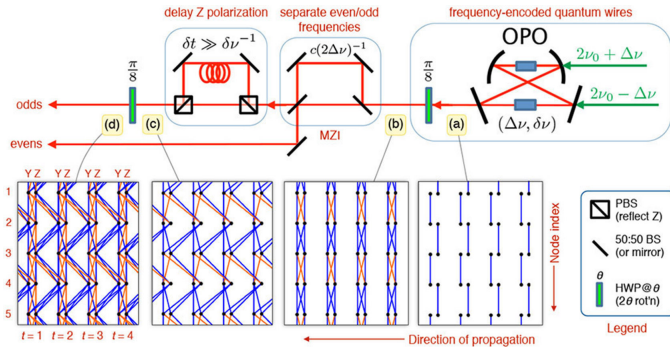 delay Z polarization
separate even/odd
frequencies
frequency-encoded quantum wires
OPO
δt ≫ δν⁻¹
c(2Δν)⁻¹
2ν₀ + Δν
2ν₀ − Δν
(Δν, δν)
π/8
π/8
MZI
odds
evens
(d)
(c)
(b)
(a)
Y Z Y Z Y Z Y Z
1
2
3
4
5
t = 1 t = 2 t = 3 t = 4
Node index
Direction of propagation
PBS
(reflect Z)
50:50 BS
(or mirror)
θ
HWP@θ
(2θ rot'n)
Legend